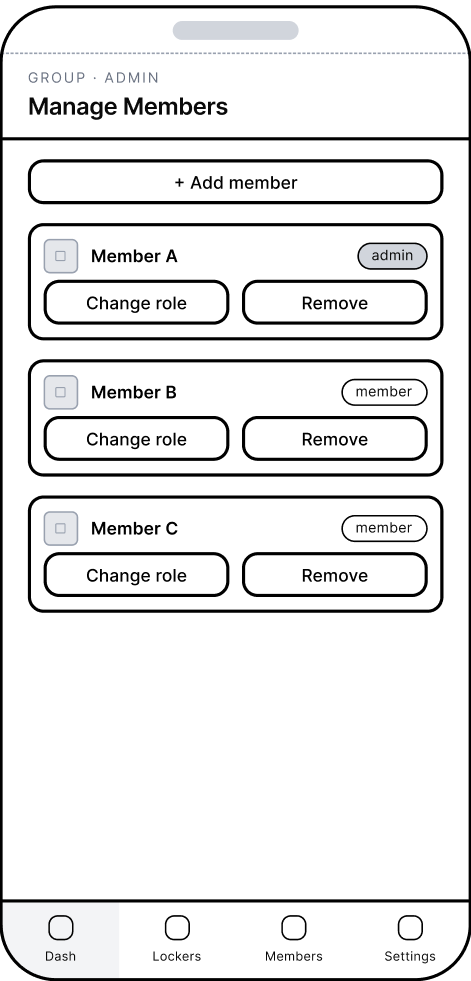 GROUP · ADMIN
Manage Members
+ Add member
Member A admin
Change role Remove
Member B member
Change role Remove
Member C member
Change role Remove
Dash Lockers Members Settings